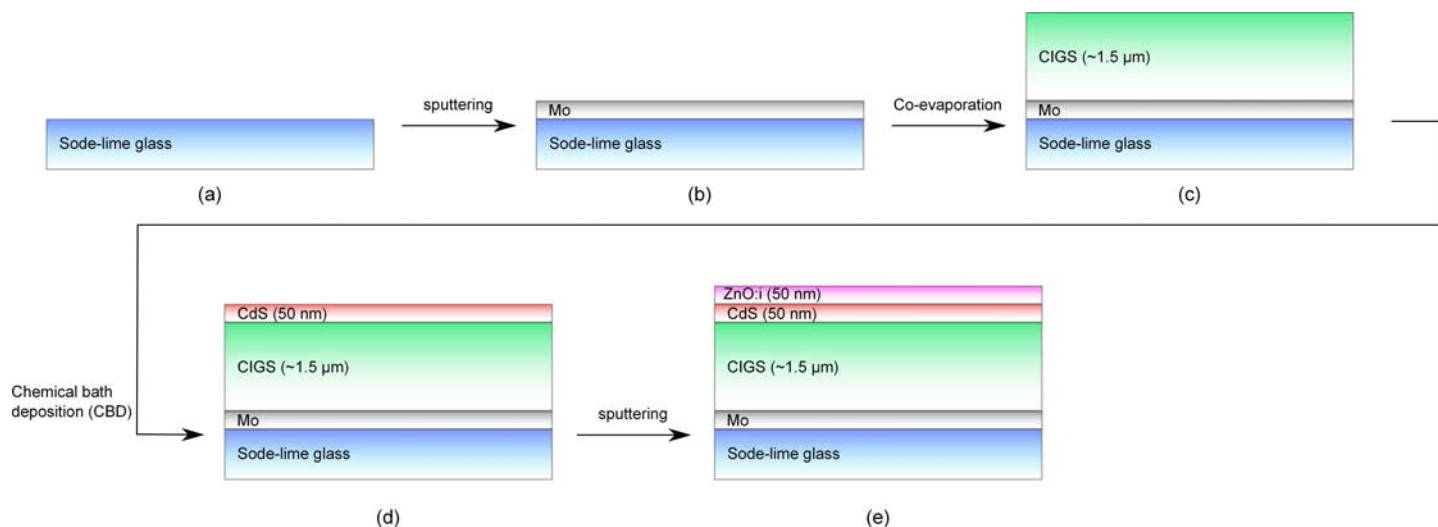 Sode-lime glass
(a)
sputtering
Mo
Sode-lime glass
(b)
Co-evaporation
CIGS (~1.5 µm)
Mo
Sode-lime glass
(c)
Chemical bath
deposition (CBD)
CdS (50 nm)
CIGS (~1.5 µm)
Mo
Sode-lime glass
(d)
sputtering
ZnO:i (50 nm)
CdS (50 nm)
CIGS (~1.5 µm)
Mo
Sode-lime glass
(e)